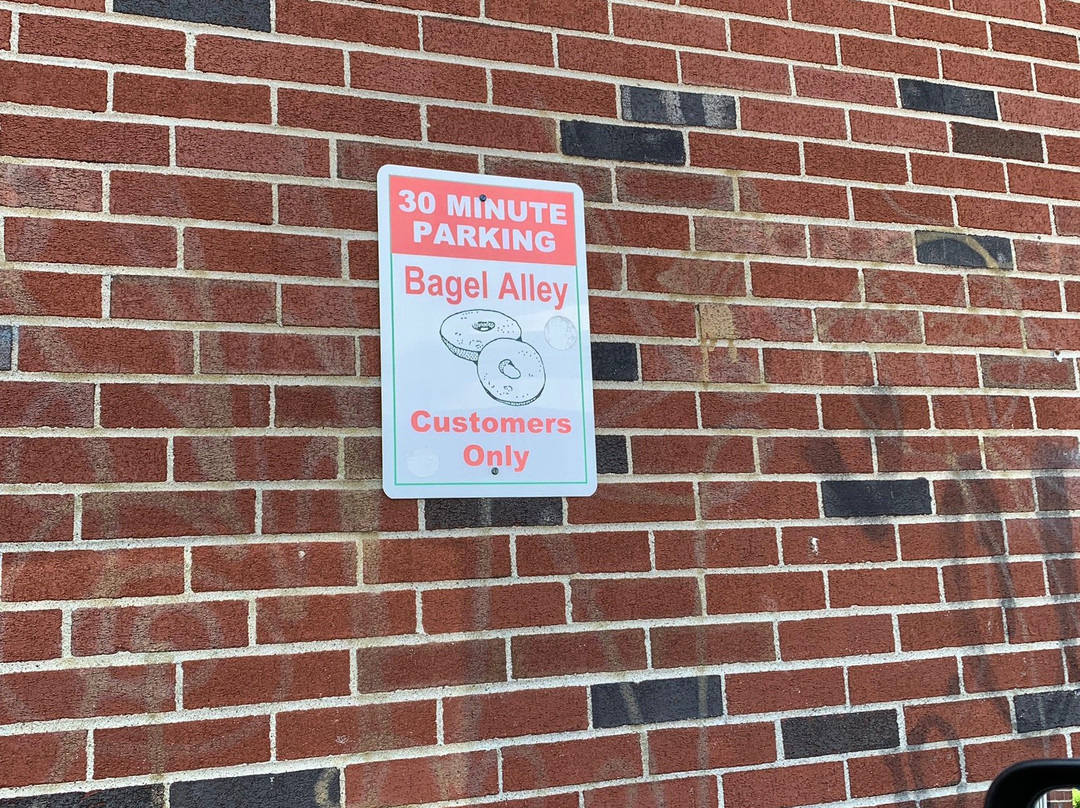 30 MINUTE
PARKING
Bagel Alley
Customers
Only